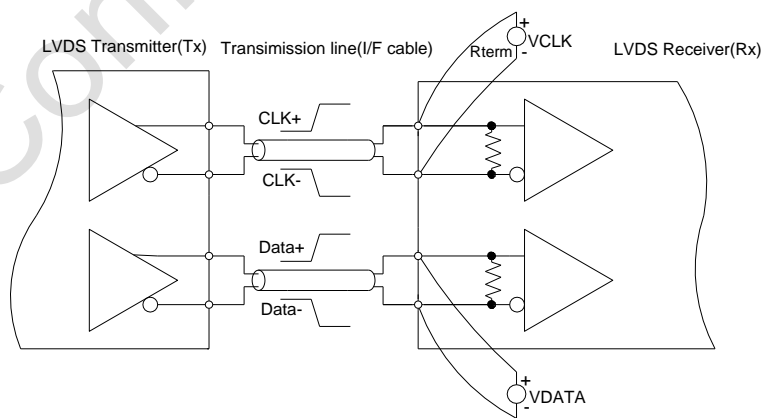 LVDS Transmitter(Tx)
Transimission line(I/F cable)
LVDS Receiver(Rx)
+
VCLK
-
Rterm
CLK+
CLK-
Data+
Data-
+
VDATA
-